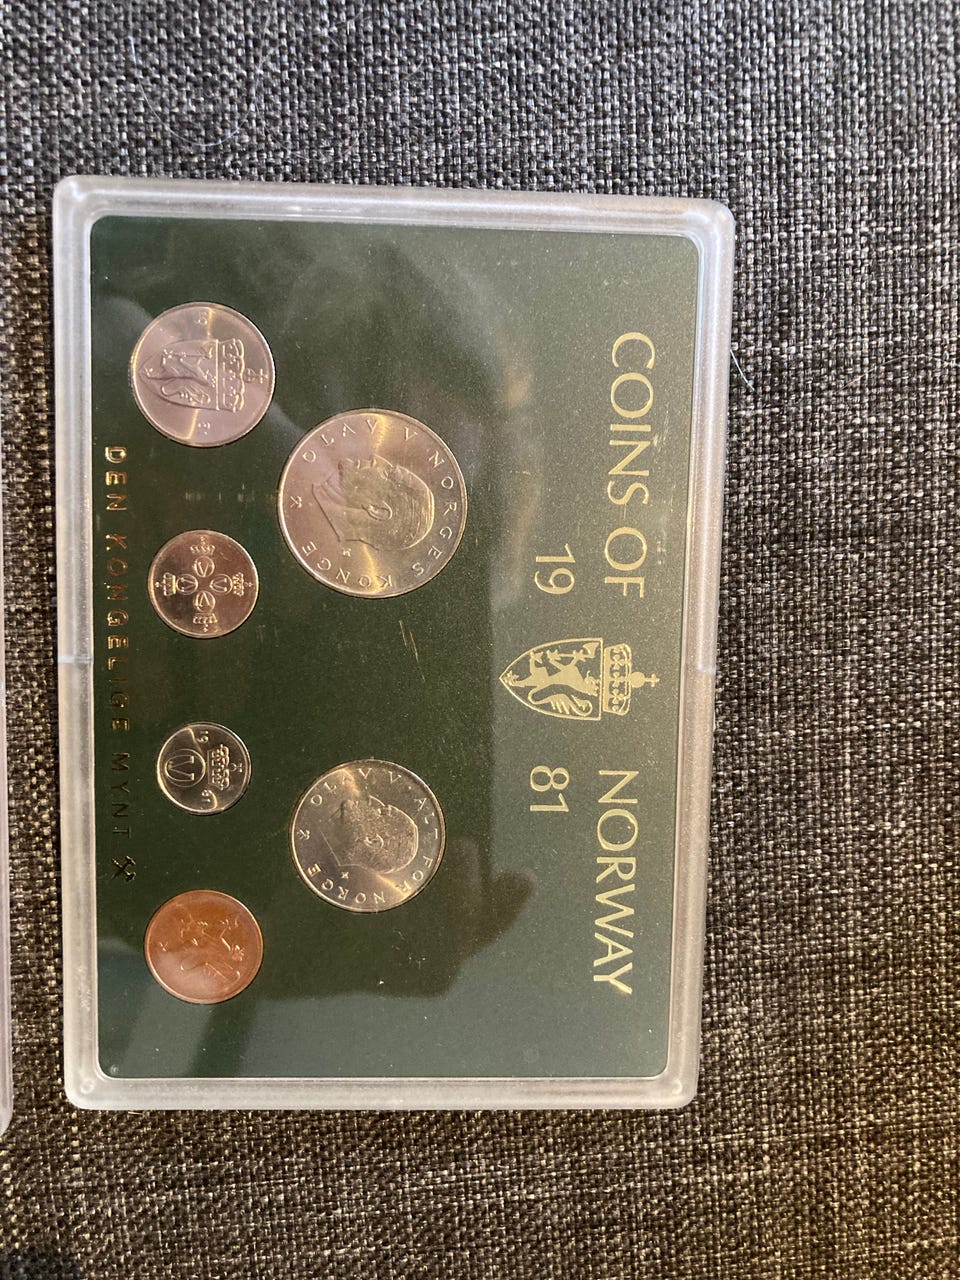 COINS OF NORWAY
19 81
OLAV V NORGES KONGE
OLAV V · ALT FOR NORGE
DEN KONGELIGE MYNT